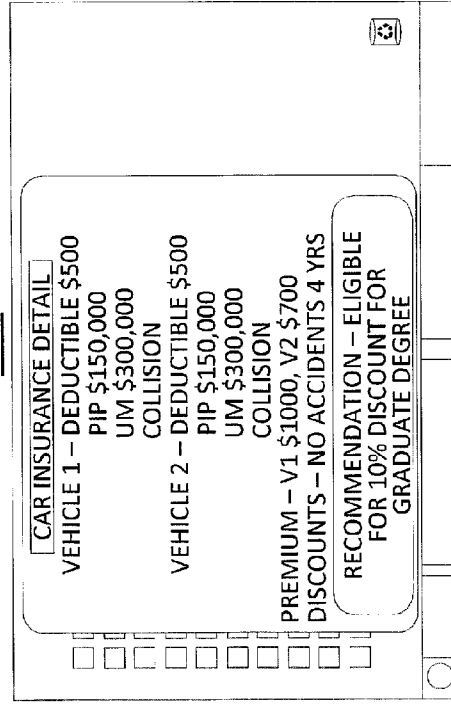 CAR INSURANCE DETAIL
VEHICLE 1 – DEDUCTIBLE $500
PIP $150,000
UM $300,000
COLLISION
VEHICLE 2 – DEDUCTIBLE $500
PIP $150,000
UM $300,000
COLLISION
PREMIUM – V1 $1000, V2 $700
DISCOUNTS – NO ACCIDENTS 4 YRS
RECOMMENDATION – ELIGIBLE
FOR 10% DISCOUNT FOR
GRADUATE DEGREE